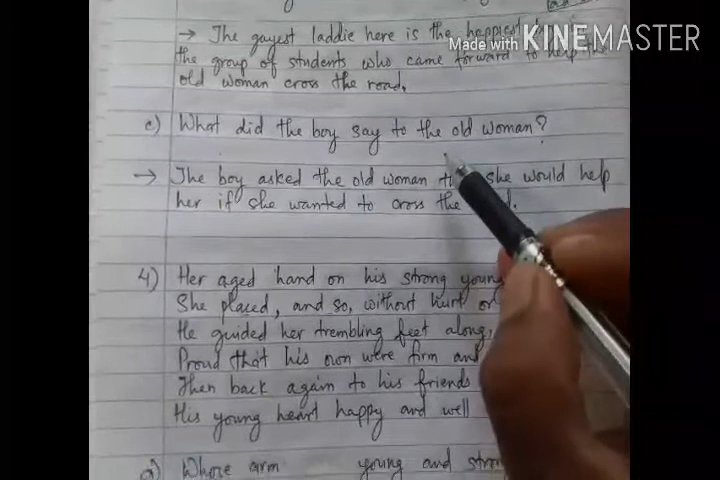 Made with KINEMASTER
→ The gayest laddie here is the happiest
the group of students who came forward to help the
old woman cross the road.
c) What did the boy say to the old woman?
→ The boy asked the old woman she would help
her if she wanted to cross the
4) Her aged hand on his strong young
She placed, and so, without hurt or
He guided her trembling feet along,
Proud that his own were firm and
Then back again to his friends
His young heart happy and well
a) Whose arm young and